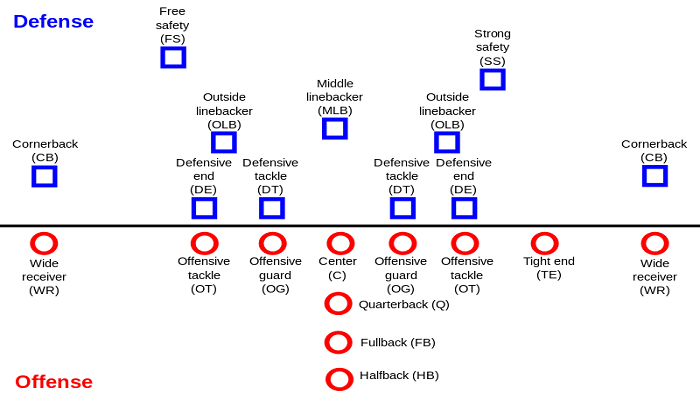 Defense
Free
safety
(FS)
Strong
safety
(SS)
Outside
linebacker
(OLB)
Middle
linebacker
(MLB)
Outside
linebacker
(OLB)
Cornerback
(CB)
Defensive
end
(DE)
Defensive
tackle
(DT)
Defensive
tackle
(DT)
Defensive
end
(DE)
Cornerback
(CB)
Wide
receiver
(WR)
Offensive
tackle
(OT)
Offensive
guard
(OG)
Center
(C)
Offensive
guard
(OG)
Offensive
tackle
(OT)
Tight end
(TE)
Wide
receiver
(WR)
Quarterback (Q)
Fullback (FB)
Halfback (HB)
Offense